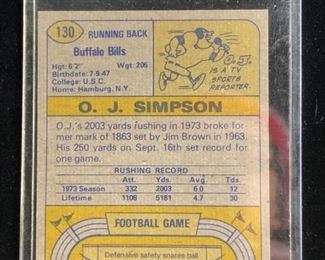 130 RUNNING BACK
Buffalo Bills
Hgt: 6'2" Wgt: 205
Birthdate: 7-9-47
College: U.S.C.
Home: Hamburg, N.Y.
O.J.
IS A TV
SPORTS
REPORTER.
O. J. SIMPSON
O.J.'s 2003 yards rushing in 1973 broke for-
mer mark of 1863 set by Jim Brown in 1963.
His 250 yards on Sept. 16th set record for
one game.
RUSHING RECORD
Att. Yds. Avg. Tds.
1973 Season 332 2003 6.0 12
Lifetime 1108 5181 4.7 30
FOOTBALL GAME
Defensive safety snares ball